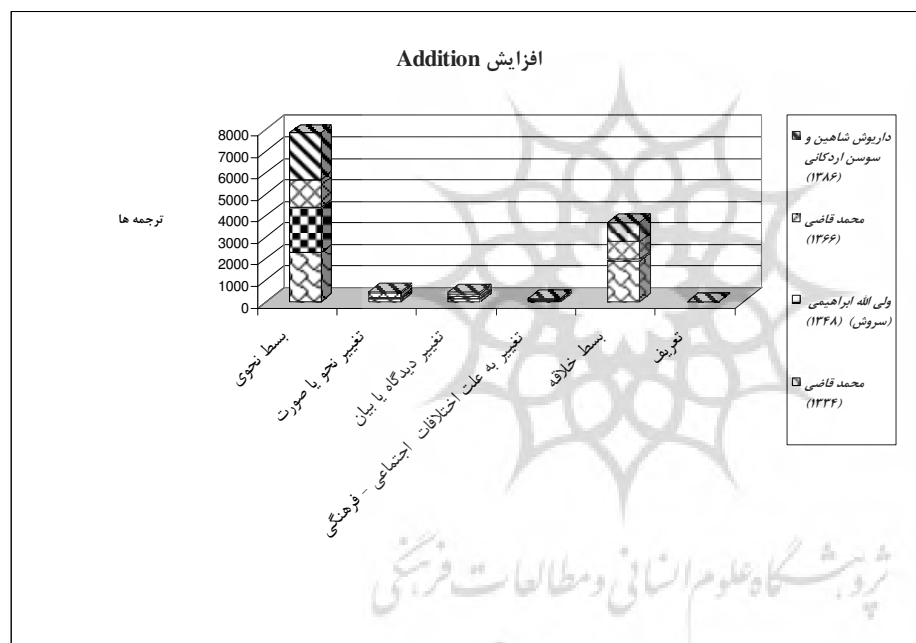 افزایش Addition
8000
7000
6000
5000
4000
3000
2000
1000
0
ترجمه ها
بسط نحوی
تغییر نحو یا صورت
تغییر دیدگاه یا بیان
تغییر به علت اختلافات اجتماعی - فرهنگی
بسط خلاقه
تعریف
داریوش شاهین و
سوسن اردکانی
(۱۳۸۶)
محمد قاضی
(۱۳۶۶)
ولی الله ابراهیمی
(سروش) (۱۳۴۸)
محمد قاضی
(۱۳۳۴)
پژوهشگاه علوم انسانی و مطالعات فرهنگی